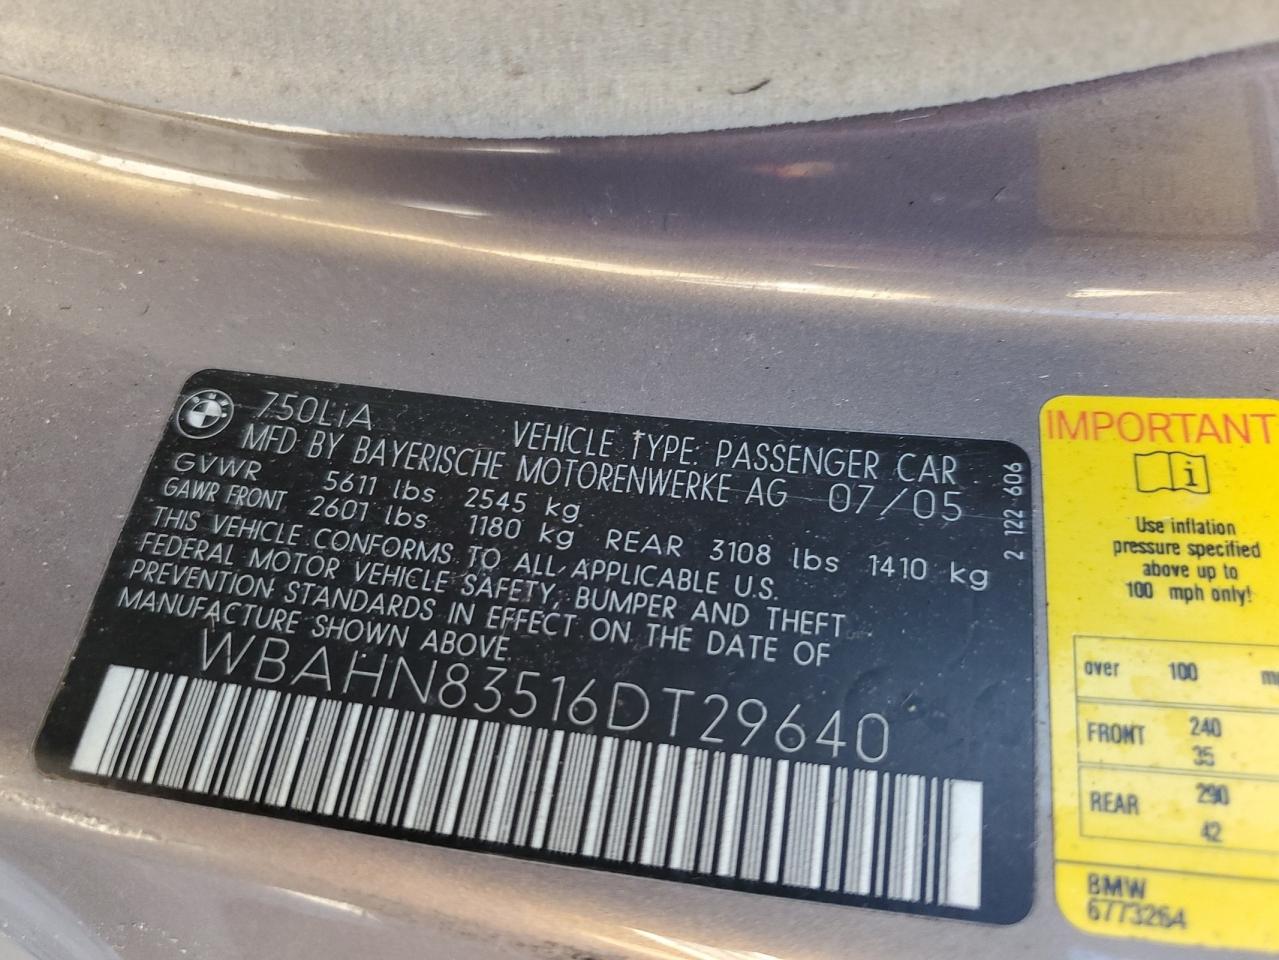 750LiA
VEHICLE TYPE: PASSENGER CAR
MFD BY BAYERISCHE MOTORENWERKE AG 07/05
GVWR 5611 lbs 2545 kg
GAWR FRONT 2601 lbs 1180 kg REAR 3108 lbs 1410 kg
THIS VEHICLE CONFORMS TO ALL APPLICABLE U.S.
FEDERAL MOTOR VEHICLE SAFETY, BUMPER AND THEFT
PREVENTION STANDARDS IN EFFECT ON THE DATE OF
MANUFACTURE SHOWN ABOVE.
WBAHN83516DT29640
2 122 606
IMPORTANT
i
Use inflation
pressure specified
above up to
100 mph only!
over 100
FRONT 240
35
REAR 290
42
BMW
6773264